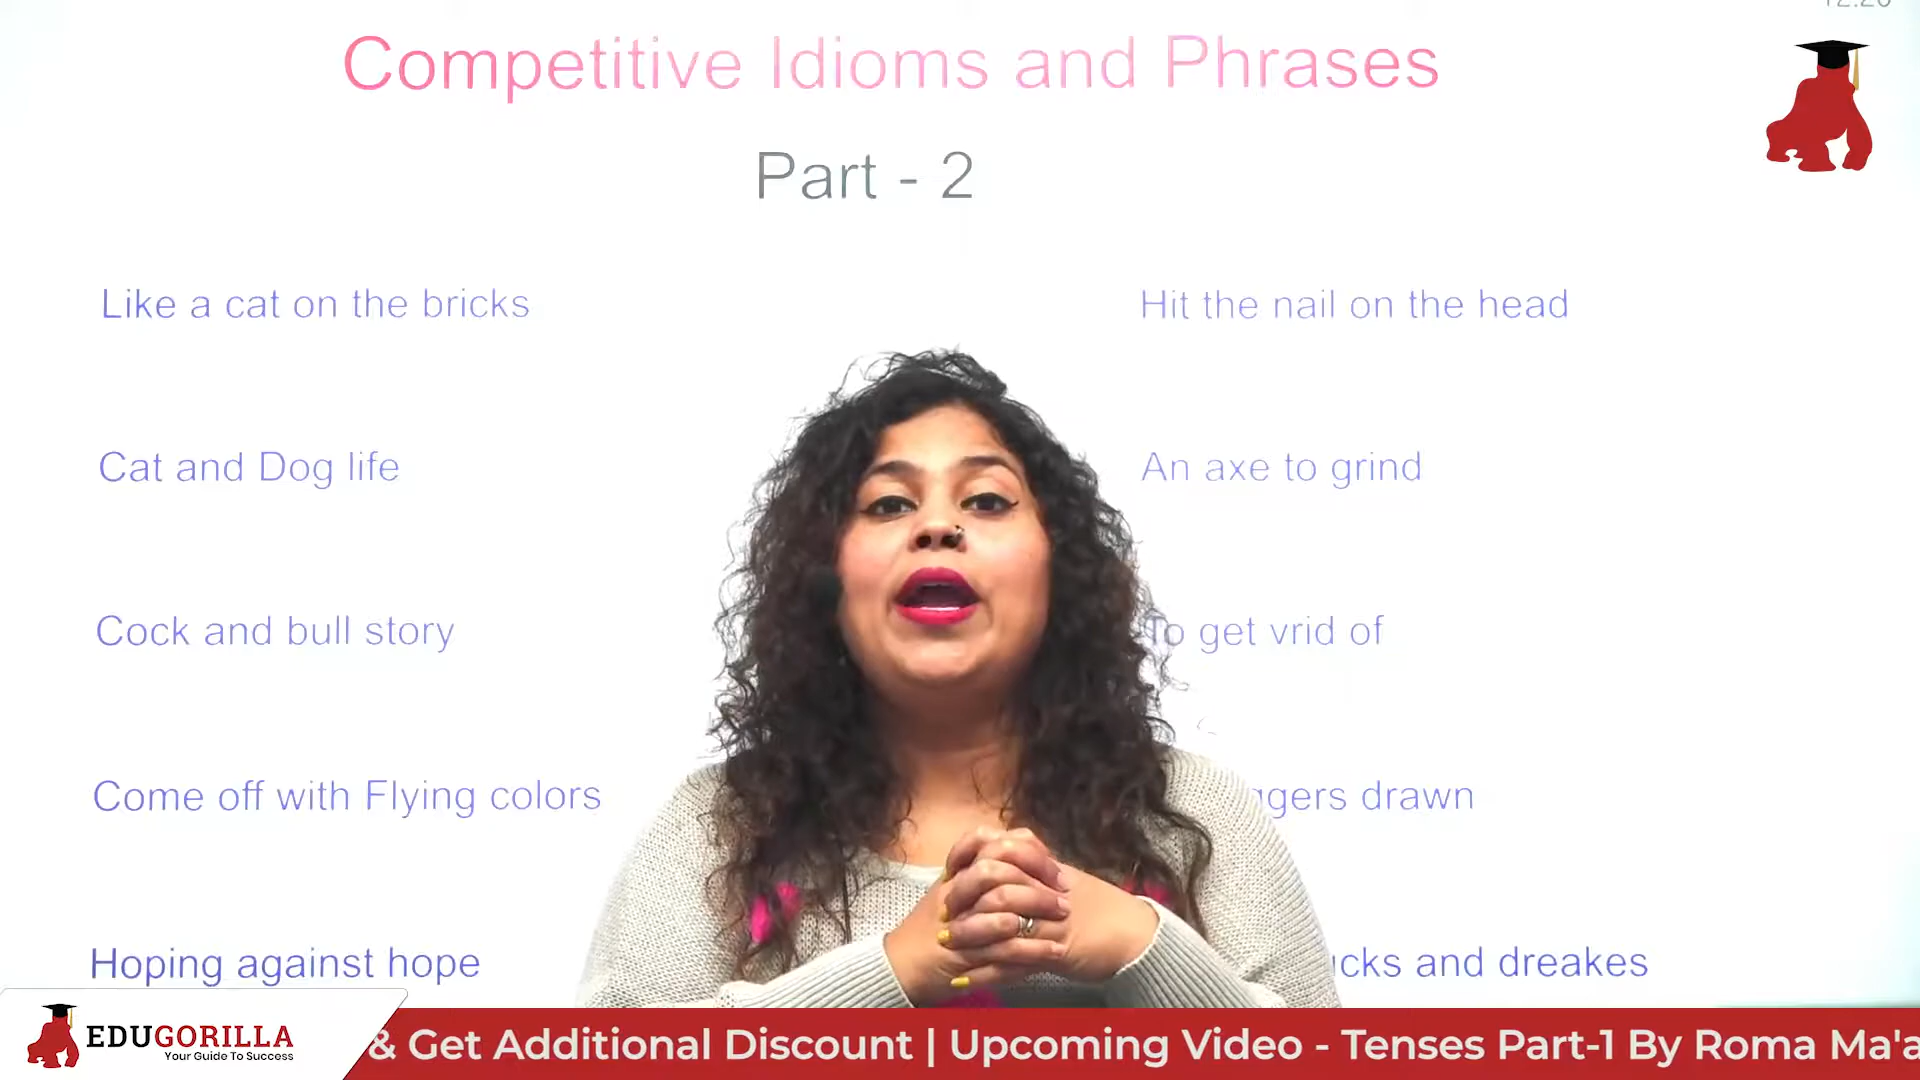 Competitive Idioms and Phrases
Part - 2
Like a cat on the bricks
Hit the nail on the head
Cat and Dog life
An axe to grind
Cock and bull story
To get vrid of
Come off with Flying colors
drawn
Hoping against hope
and dreakes
EDUGORILLA
Your Guide To Success
& Get Additional Discount | Upcoming Video - Tenses Part-1 By Roma Ma'a